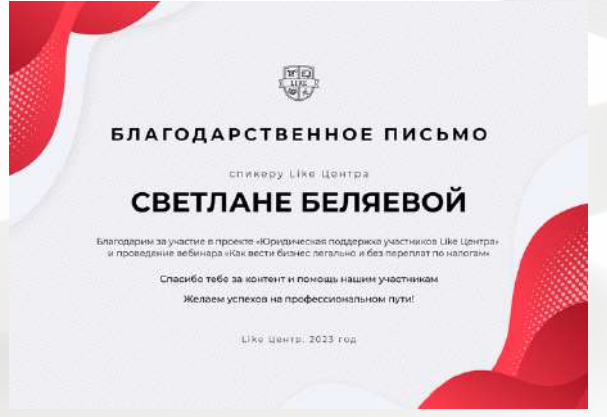 LIKE
БЛАГОДАРСТВЕННОЕ ПИСЬМО
спикеру Like Центра
СВЕТЛАНЕ БЕЛЯЕВОЙ
Благодарим за участие в проекте «Юридическая поддержка участников Like Центра»
и проведение вебинара «Как вести бизнес легально и без переплат по налогам»
Спасибо тебе за контент и помощь нашим участникам
Желаем успехов на профессиональном пути!
Like Центр, 2023 год